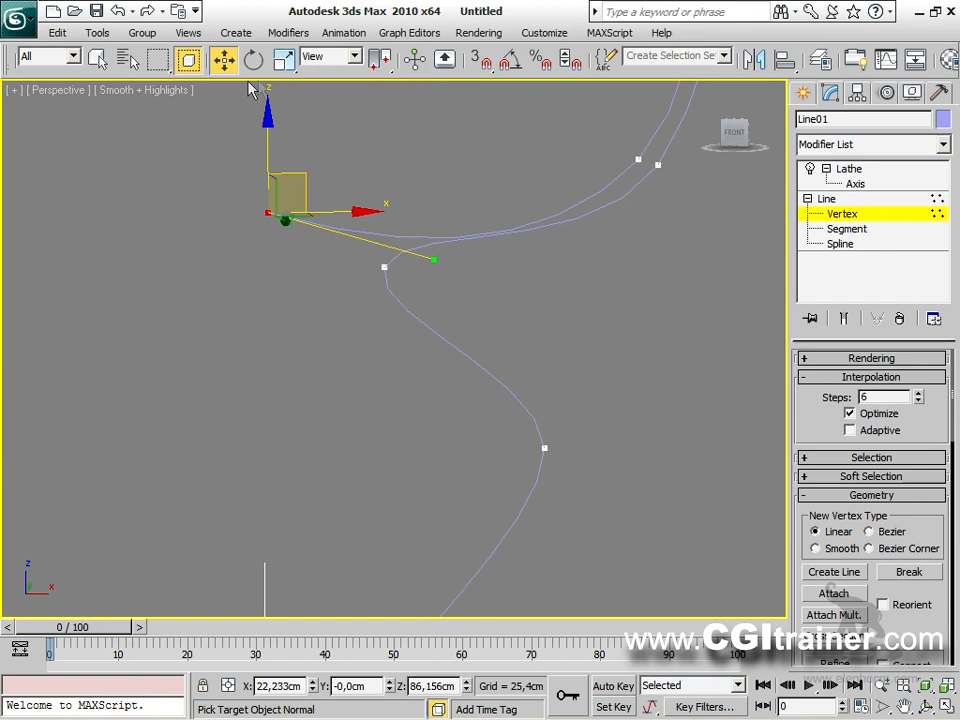 Autodesk 3ds Max 2010 x64 Untitled
Type a keyword or phrase
Edit Tools Group Views Create Modifiers Animation Graph Editors Rendering Customize MAXScript Help
All View 3 % ABC Create Selection Se
[ + ] [ Perspective ] [ Smooth + Highlights ]
z
x
FRONT
z
x
Line01
Modifier List
Lathe
Axis
Line
Vertex
Segment
Spline
+ Rendering
- Interpolation
Steps: 6
Optimize
Adaptive
+ Selection
+ Soft Selection
- Geometry
New Vertex Type
Linear Bezier
Smooth Bezier Corner
Create Line Break
Attach
Reorient
Attach Mult.
< 0 / 100 >
0 10 20 30 40 50 60 70 80 90 100
www.CGItrainer.com
X: 22,233cm Y: -0,0cm Z: 86,156cm Grid = 25,4cm Auto Key Selected
Welcome to MAXScript. Pick Target Object Normal Add Time Tag Set Key Key Filters... 0